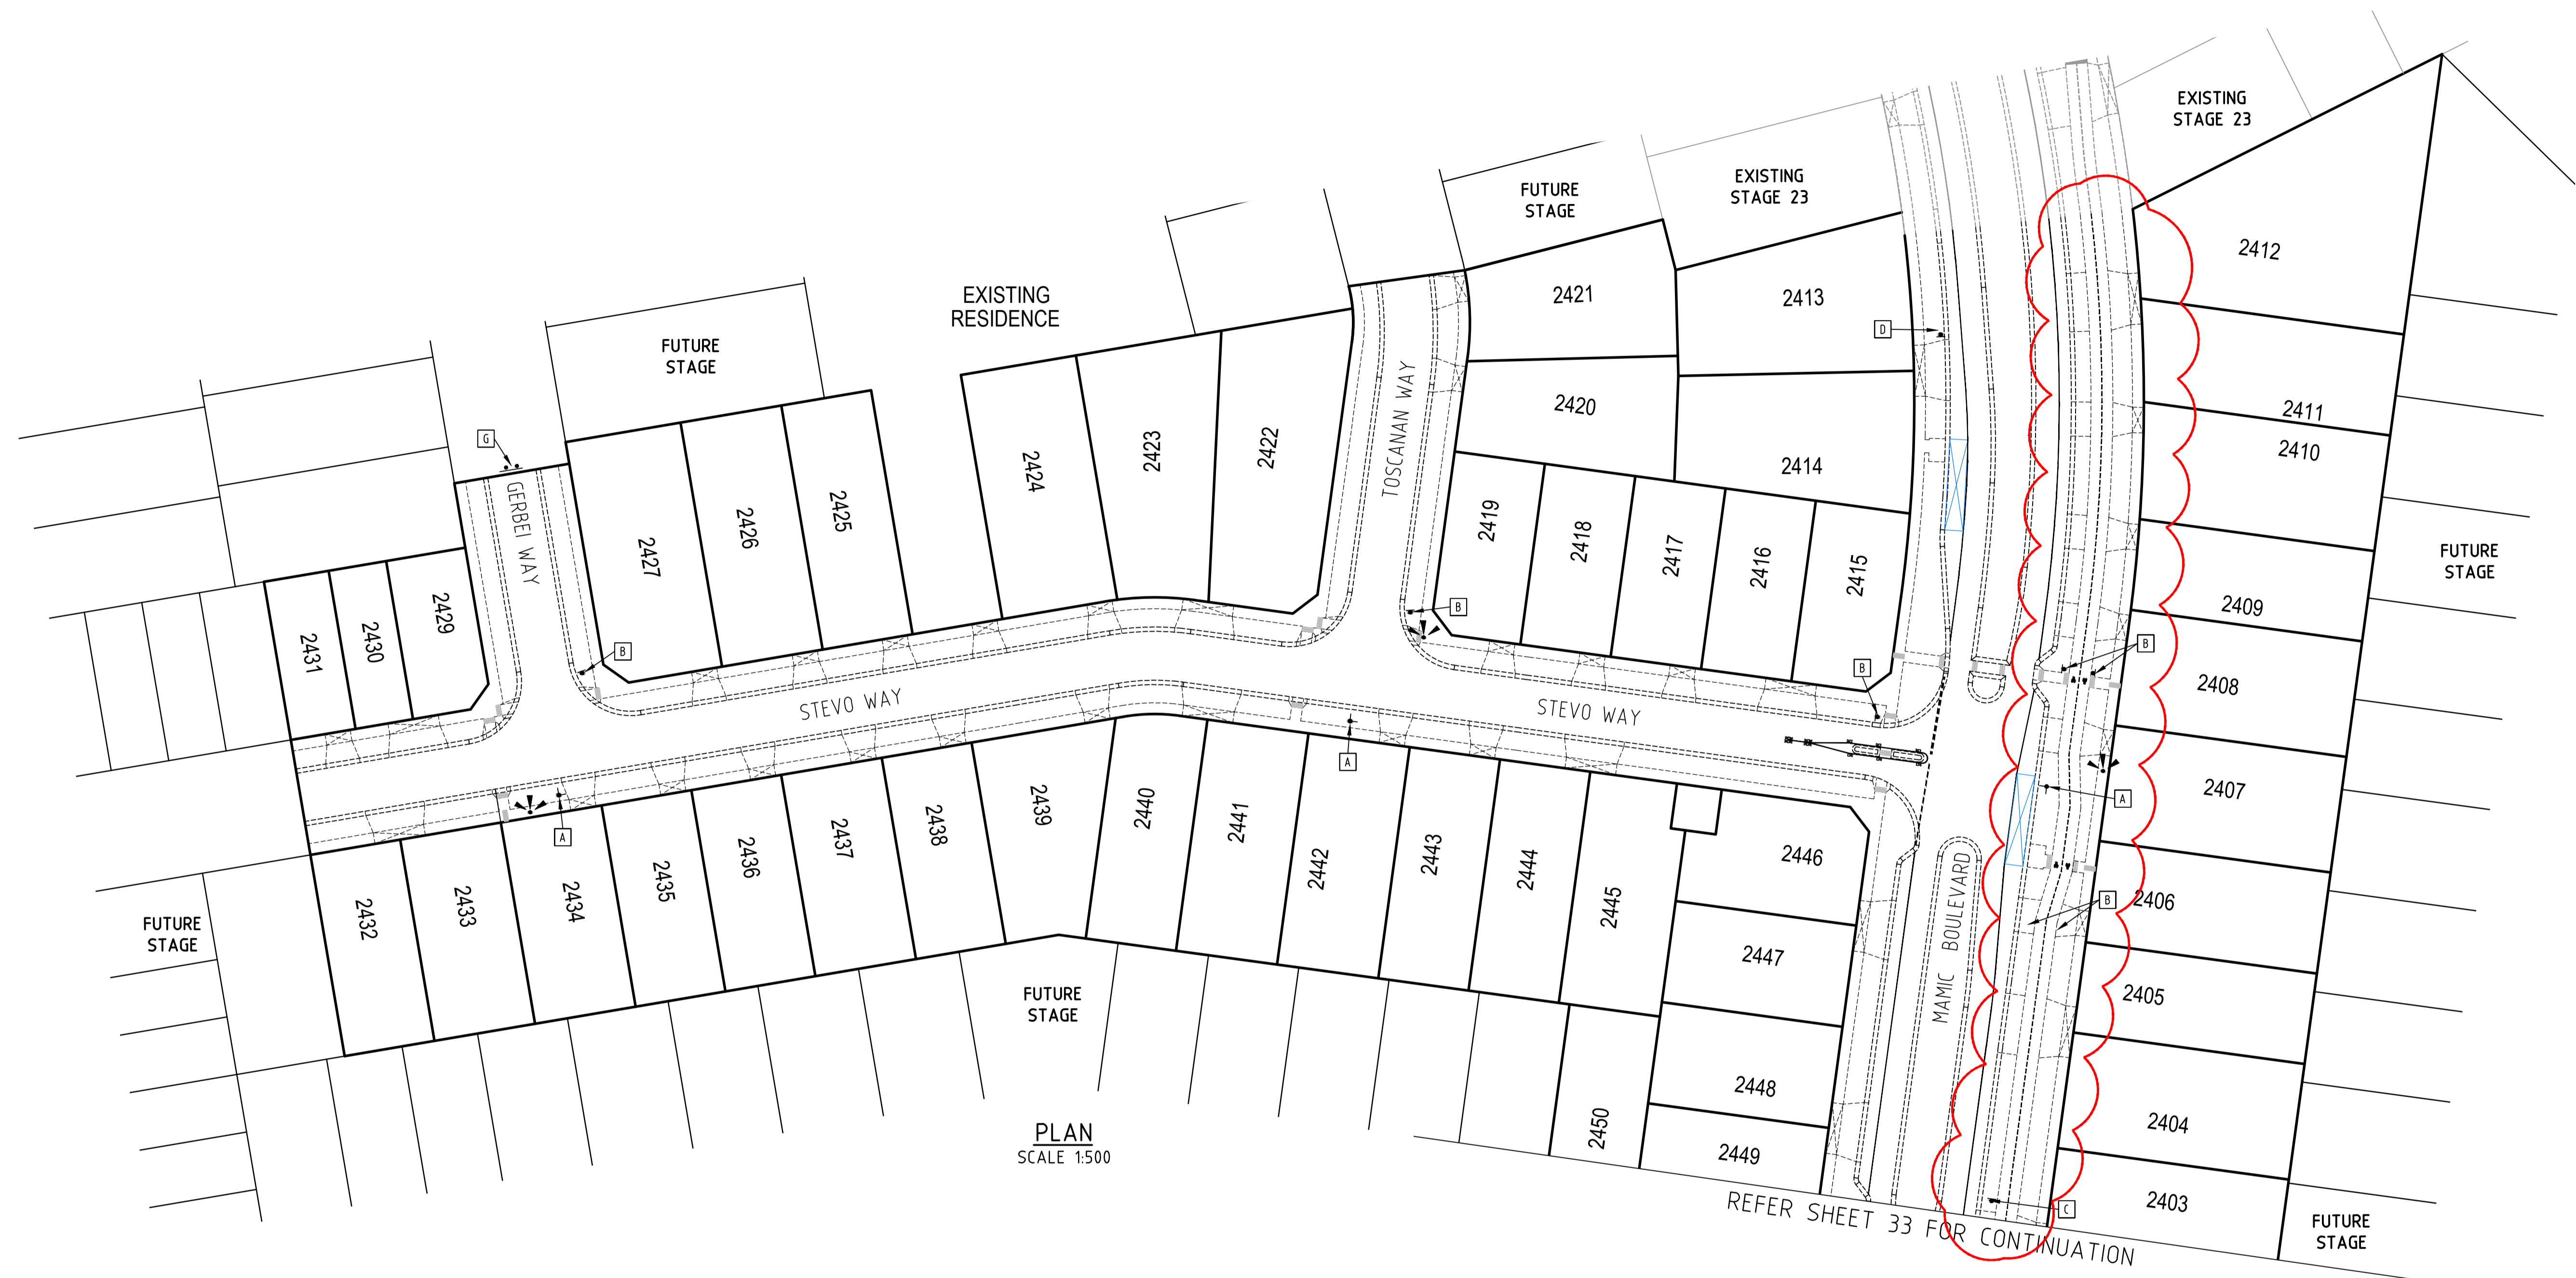 EXISTING
STAGE 23
2412
EXISTING
STAGE 23
FUTURE
STAGE
2421
2413
D
EXISTING
RESIDENCE
FUTURE
STAGE
2420
2414
2411
2410
G
GERBEI WAY
2427
2426
2425
2424
2423
2422
TOSCANAN WAY
2419
2418
2417
2416
2415
FUTURE
STAGE
2409
2431
2430
2429
B
B
B
B
2408
STEVO WAY
STEVO WAY
A
A
A
2407
2432
2433
2434
2435
2436
2437
2438
2439
2440
2441
2442
2443
2444
2445
2446
MAMIC BOULEVARD
B
2406
FUTURE
STAGE
2447
2405
FUTURE
STAGE
2448
2450
2449
2404
PLAN
SCALE 1:500
C
2403
REFER SHEET 33 FOR CONTINUATION
FUTURE
STAGE